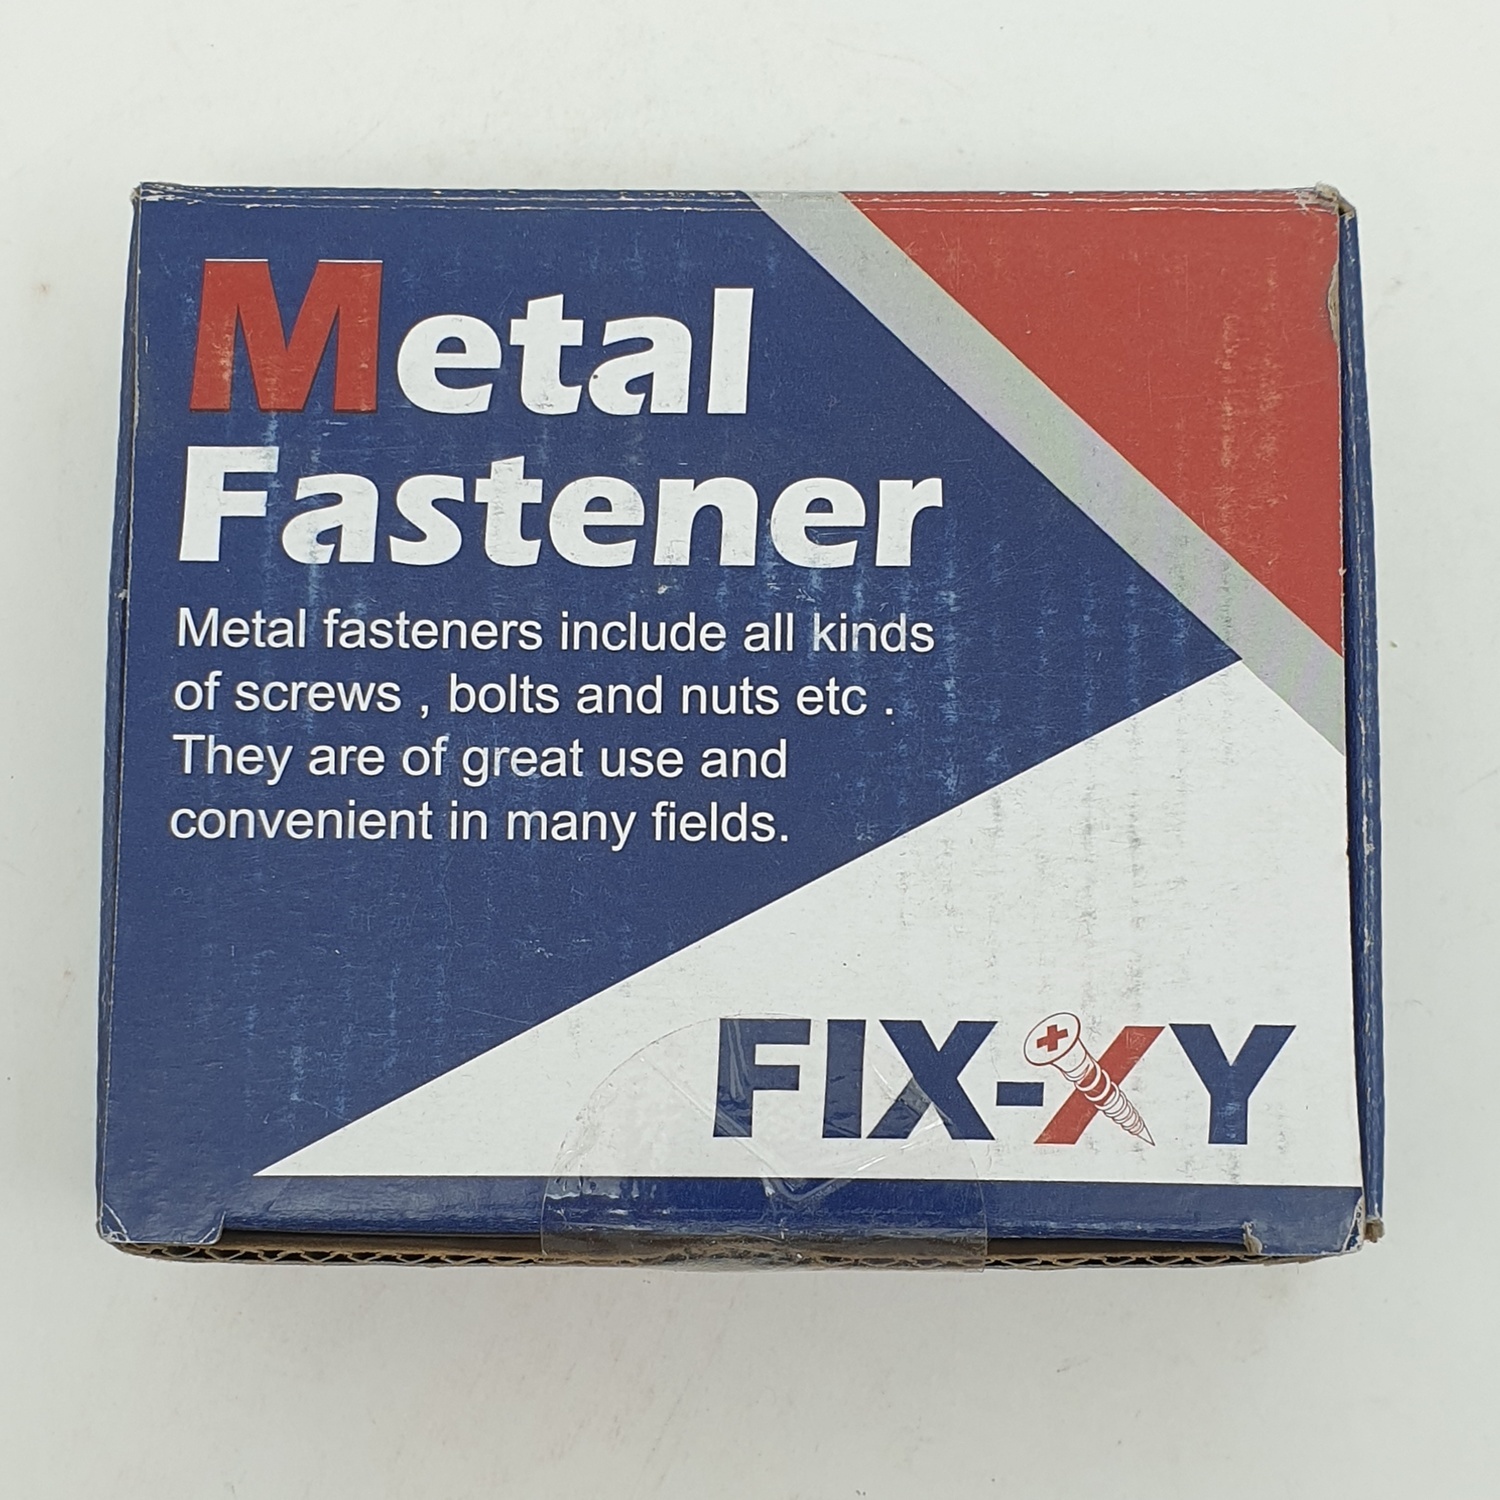 Metal
Fastener
Metal fasteners include all kinds
of screws , bolts and nuts etc .
They are of great use and
convenient in many fields.
FIX-XY